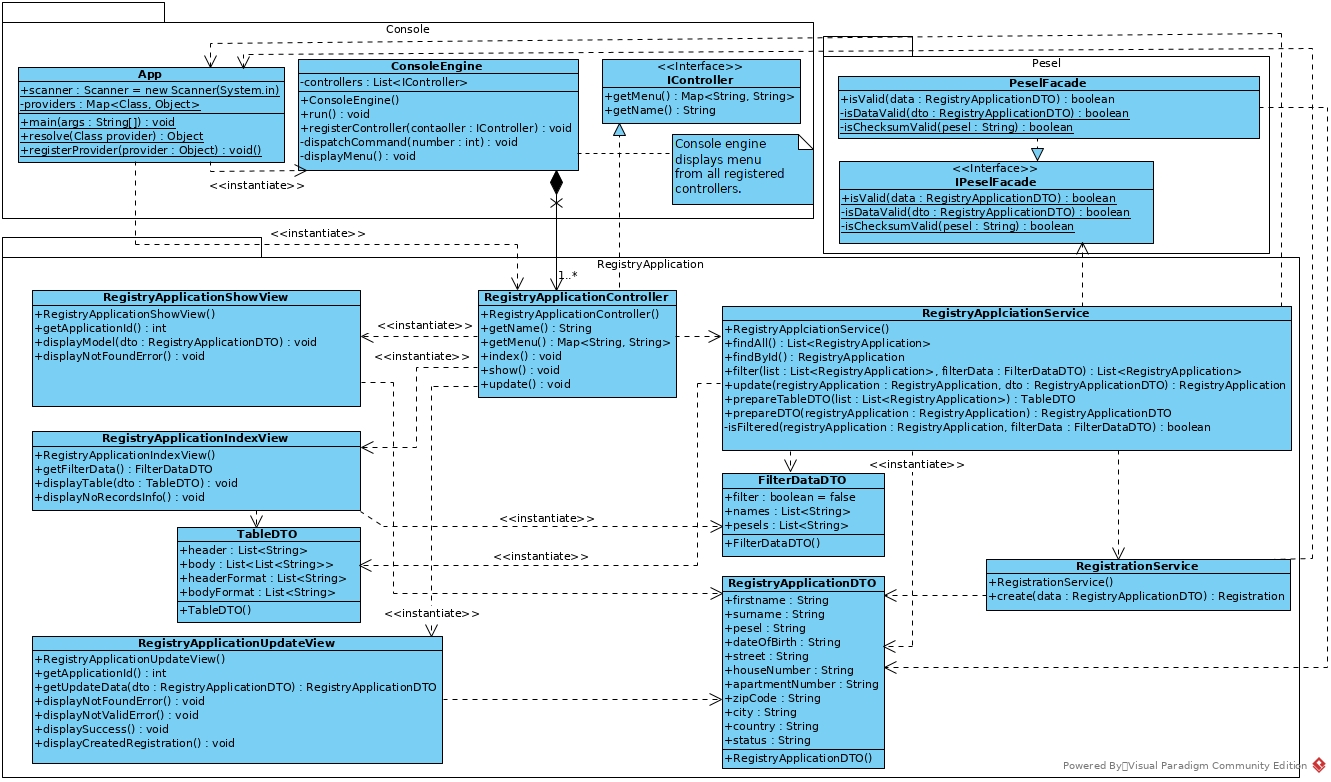 Console
App
+scanner : Scanner = new Scanner(System.in)
-providers : Map<Class, Object>
+main(args : String[]) : void
+resolve(Class provider) : Object
+registerProvider(provider : Object) : void()
ConsoleEngine
-controllers : List<IController>
+ConsoleEngine()
+run() : void
+registerController(contaoller : IController) : void
-dispatchCommand(number : int) : void
-displayMenu() : void
<<Interface>>
IController
+getMenu() : Map<String, String>
+getName() : String
Console engine
displays menu
from all registered
controllers.
<<instantiate>>
<<instantiate>>
Pesel
PeselFacade
+isValid(data : RegistryApplicationDTO) : boolean
-isDataValid(dto : RegistryApplicationDTO) : boolean
-isChecksumValid(pesel : String) : boolean
<<Interface>>
IPeselFacade
+isValid(data : RegistryApplicationDTO) : boolean
-isDataValid(dto : RegistryApplicationDTO) : boolean
-isChecksumValid(pesel : String) : boolean
RegistryApplication
1..*
RegistryApplicationShowView
+RegistryApplicationShowView()
+getApplicationId() : int
+displayModel(dto : RegistryApplicationDTO) : void
+displayNotFoundError() : void
<<instantiate>>
<<instantiate>>
RegistryApplicationController
+RegistryApplicationController()
+getName() : String
+getMenu() : Map<String, String>
+index() : void
+show() : void
+update() : void
RegistryApplciationService
+RegistryApplciationService()
+findAll() : List<RegistryApplication>
+findById() : RegistryApplication
+filter(list : List<RegistryApplication>, filterData : FilterDataDTO) : List<RegistryApplication>
+update(registryApplication : RegistryApplication, dto : RegistryApplicationDTO) : RegistryApplication
+prepareTableDTO(list : List<RegistryApplication>) : TableDTO
+prepareDTO(registryApplication : RegistryApplication) : RegistryApplicationDTO
-isFiltered(registryApplication : RegistryApplication, filterData : FilterDataDTO) : boolean
RegistryApplicationIndexView
+RegistryApplicationIndexView()
+getFilterData() : FilterDataDTO
+displayTable(dto : TableDTO) : void
+displayNoRecordsInfo() : void
<<instantiate>>
FilterDataDTO
+filter : boolean = false
+names : List<String>
+pesels : List<String>
+FilterDataDTO()
<<instantiate>>
<<instantiate>>
TableDTO
+header : List<String>
+body : List<List<String>>
+headerFormat : List<String>
+bodyFormat : List<String>
+TableDTO()
<<instantiate>>
RegistrationService
+RegistrationService()
+create(data : RegistryApplicationDTO) : Registration
RegistryApplicationDTO
+firstname : String
+surname : String
+pesel : String
+dateOfBirth : String
+street : String
+houseNumber : String
+apartmentNumber : String
+zipCode : String
+city : String
+country : String
+status : String
+RegistryApplicationDTO()
RegistryApplicationUpdateView
+RegistryApplicationUpdateView()
+getApplicationId() : int
+getUpdateData(dto : RegistryApplicationDTO) : RegistryApplicationDTO
+displayNotFoundError() : void
+displayNotValidError() : void
+displaySuccess() : void
+displayCreatedRegistration() : void
Powered By Visual Paradigm Community Edition